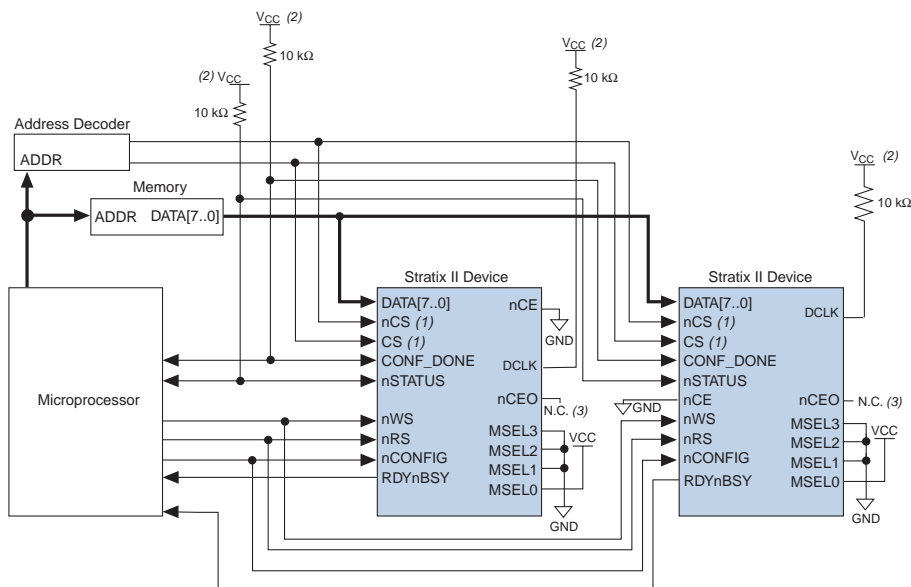 VCC (2)
10 kΩ
VCC (2)
10 kΩ
(2) VCC
10 kΩ
Address Decoder
ADDR
VCC (2)
10 kΩ
Memory
ADDR DATA[7..0]
Microprocessor
Stratix II Device
DATA[7..0]
nCS (1)
CS (1)
CONF_DONE
nSTATUS
nWS
nRS
nCONFIG
RDYnBSY
nCE
GND
DCLK
nCEO
N.C. (3)
MSEL3
MSEL2
MSEL1
MSEL0
VCC
GND
Stratix II Device
DATA[7..0]
nCS (1)
CS (1)
CONF_DONE
nSTATUS
nCE
GND
nWS
nRS
nCONFIG
RDYnBSY
DCLK
nCEO
N.C. (3)
MSEL3
MSEL2
MSEL1
MSEL0
VCC
GND